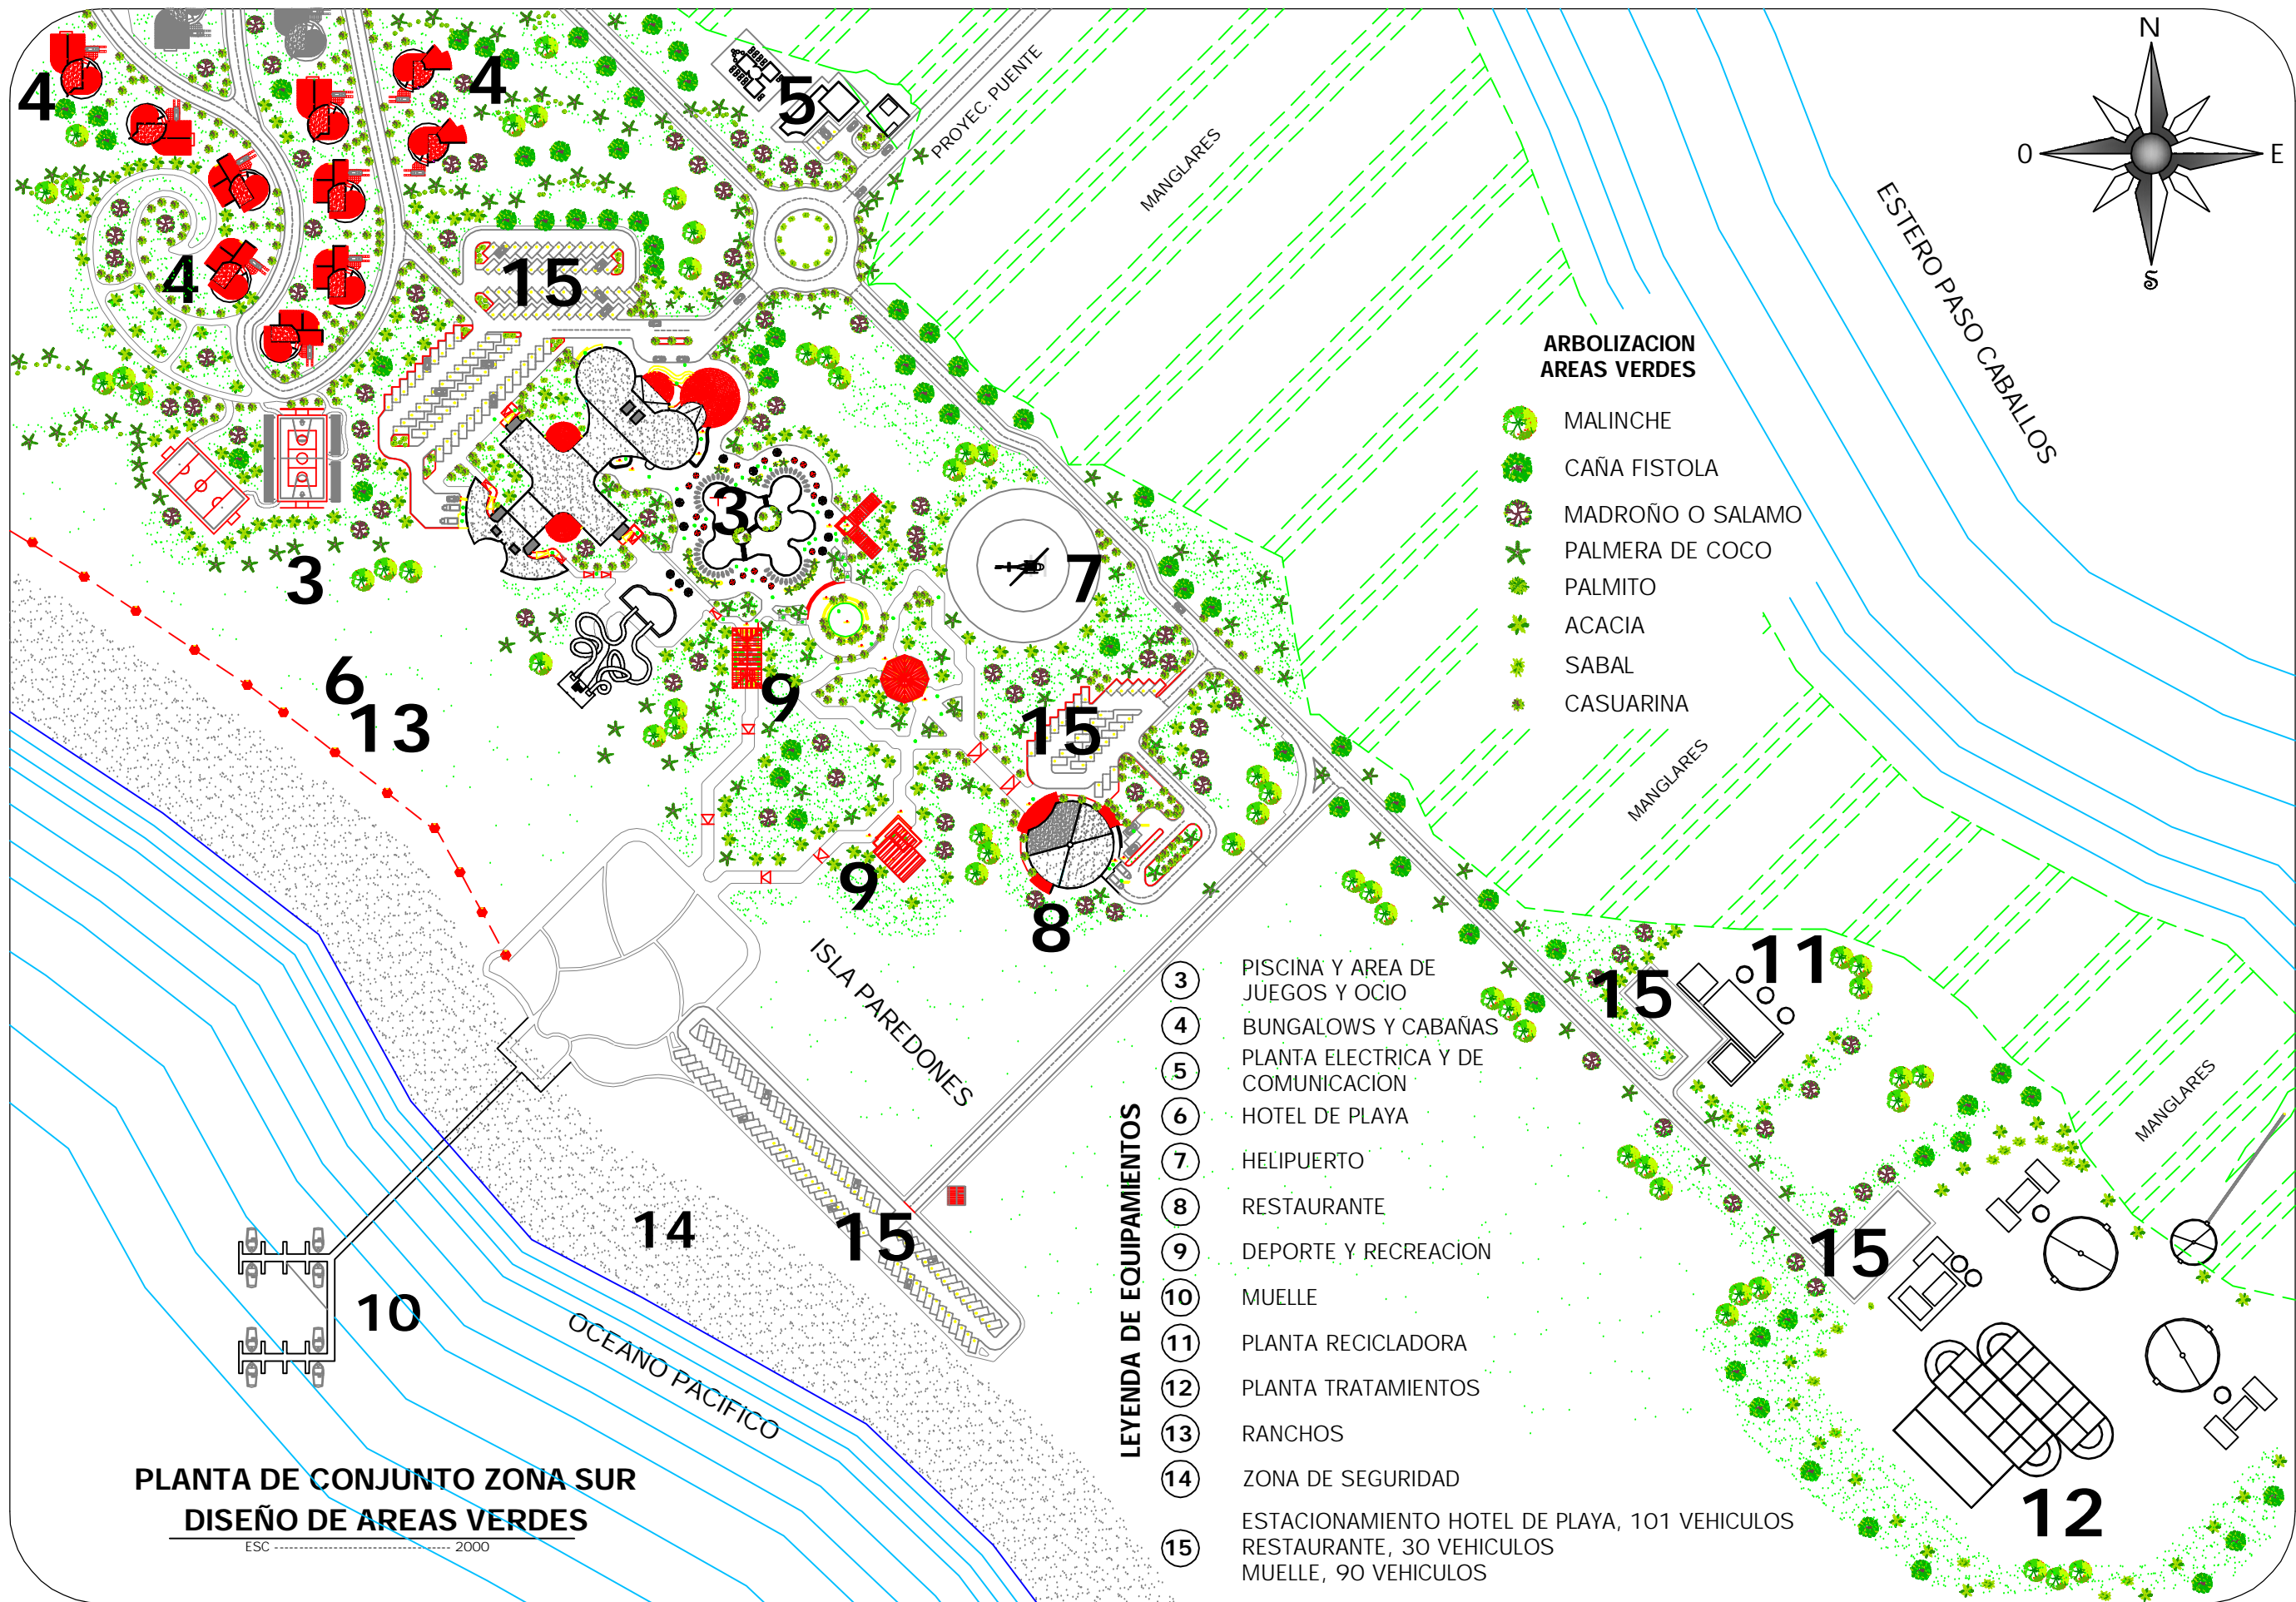 N
O
E
S
4
4
5
PROYEC. PUENTE
MANGLARES
ESTERO PASO CABALLOS
4
15
ARBOLIZACION
AREAS VERDES
MALINCHE
CAÑA FISTOLA
MADROÑO O SALAMO
PALMERA DE COCO
PALMITO
ACACIA
SABAL
CASUARINA
3
3
7
6
13
9
15
MANGLARES
9
8
ISLA PAREDONES
15
11
MANGLARES
14
15
15
10
OCEANO PACIFICO
12
LEYENDA DE EQUIPAMIENTOS
3 PISCINA Y AREA DE
JUEGOS Y OCIO
4 BUNGALOWS Y CABAÑAS
5 PLANTA ELECTRICA Y DE
COMUNICACION
6 HOTEL DE PLAYA
7 HELIPUERTO
8 RESTAURANTE
9 DEPORTE Y RECREACION
10 MUELLE
11 PLANTA RECICLADORA
12 PLANTA TRATAMIENTOS
13 RANCHOS
14 ZONA DE SEGURIDAD
15 ESTACIONAMIENTO HOTEL DE PLAYA, 101 VEHICULOS
RESTAURANTE, 30 VEHICULOS
MUELLE, 90 VEHICULOS
PLANTA DE CONJUNTO ZONA SUR
DISEÑO DE AREAS VERDES
ESC -------------------------------- 2000